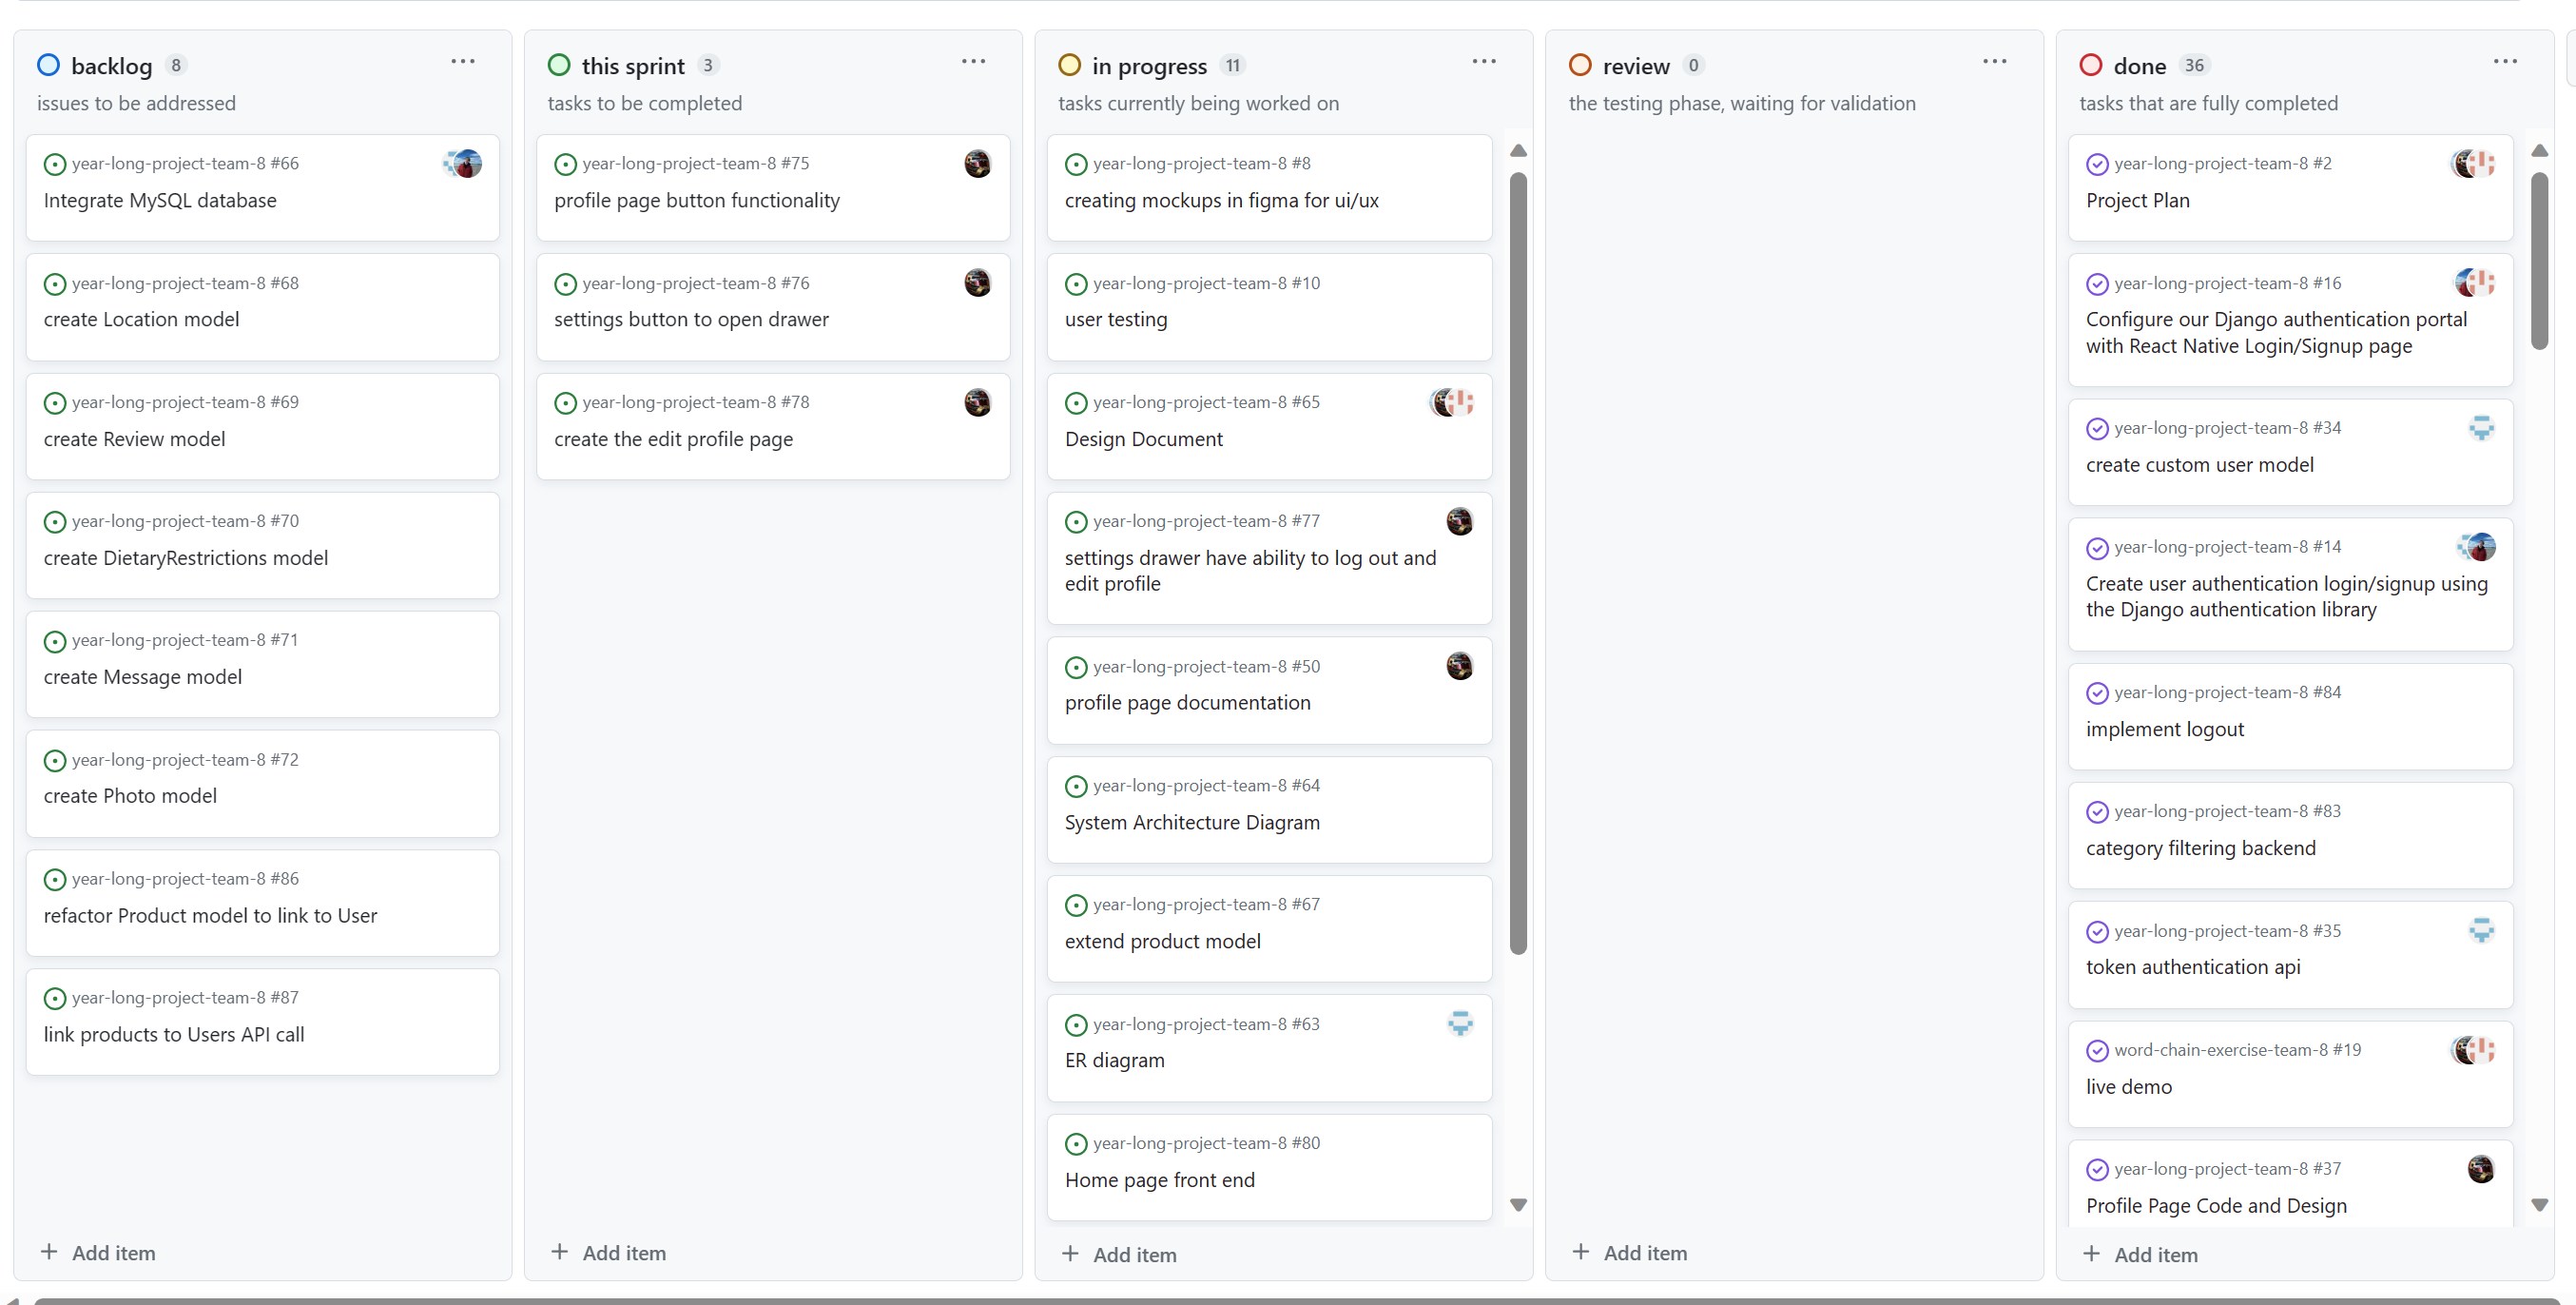 backlog 8
issues to be addressed
year-long-project-team-8 #66
Integrate MySQL database
year-long-project-team-8 #68
create Location model
year-long-project-team-8 #69
create Review model
year-long-project-team-8 #70
create DietaryRestrictions model
year-long-project-team-8 #71
create Message model
year-long-project-team-8 #72
create Photo model
year-long-project-team-8 #86
refactor Product model to link to User
year-long-project-team-8 #87
link products to Users API call
+ Add item
this sprint 3
tasks to be completed
year-long-project-team-8 #75
profile page button functionality
year-long-project-team-8 #76
settings button to open drawer
year-long-project-team-8 #78
create the edit profile page
+ Add item
in progress 11
tasks currently being worked on
year-long-project-team-8 #8
creating mockups in figma for ui/ux
year-long-project-team-8 #10
user testing
year-long-project-team-8 #65
Design Document
year-long-project-team-8 #77
settings drawer have ability to log out and
edit profile
year-long-project-team-8 #50
profile page documentation
year-long-project-team-8 #64
System Architecture Diagram
year-long-project-team-8 #67
extend product model
year-long-project-team-8 #63
ER diagram
year-long-project-team-8 #80
Home page front end
+ Add item
review 0
the testing phase, waiting for validation
+ Add item
done 36
tasks that are fully completed
year-long-project-team-8 #2
Project Plan
year-long-project-team-8 #16
Configure our Django authentication portal
with React Native Login/Signup page
year-long-project-team-8 #34
create custom user model
year-long-project-team-8 #14
Create user authentication login/signup using
the Django authentication library
year-long-project-team-8 #84
implement logout
year-long-project-team-8 #83
category filtering backend
year-long-project-team-8 #35
token authentication api
word-chain-exercise-team-8 #19
live demo
year-long-project-team-8 #37
Profile Page Code and Design
+ Add item